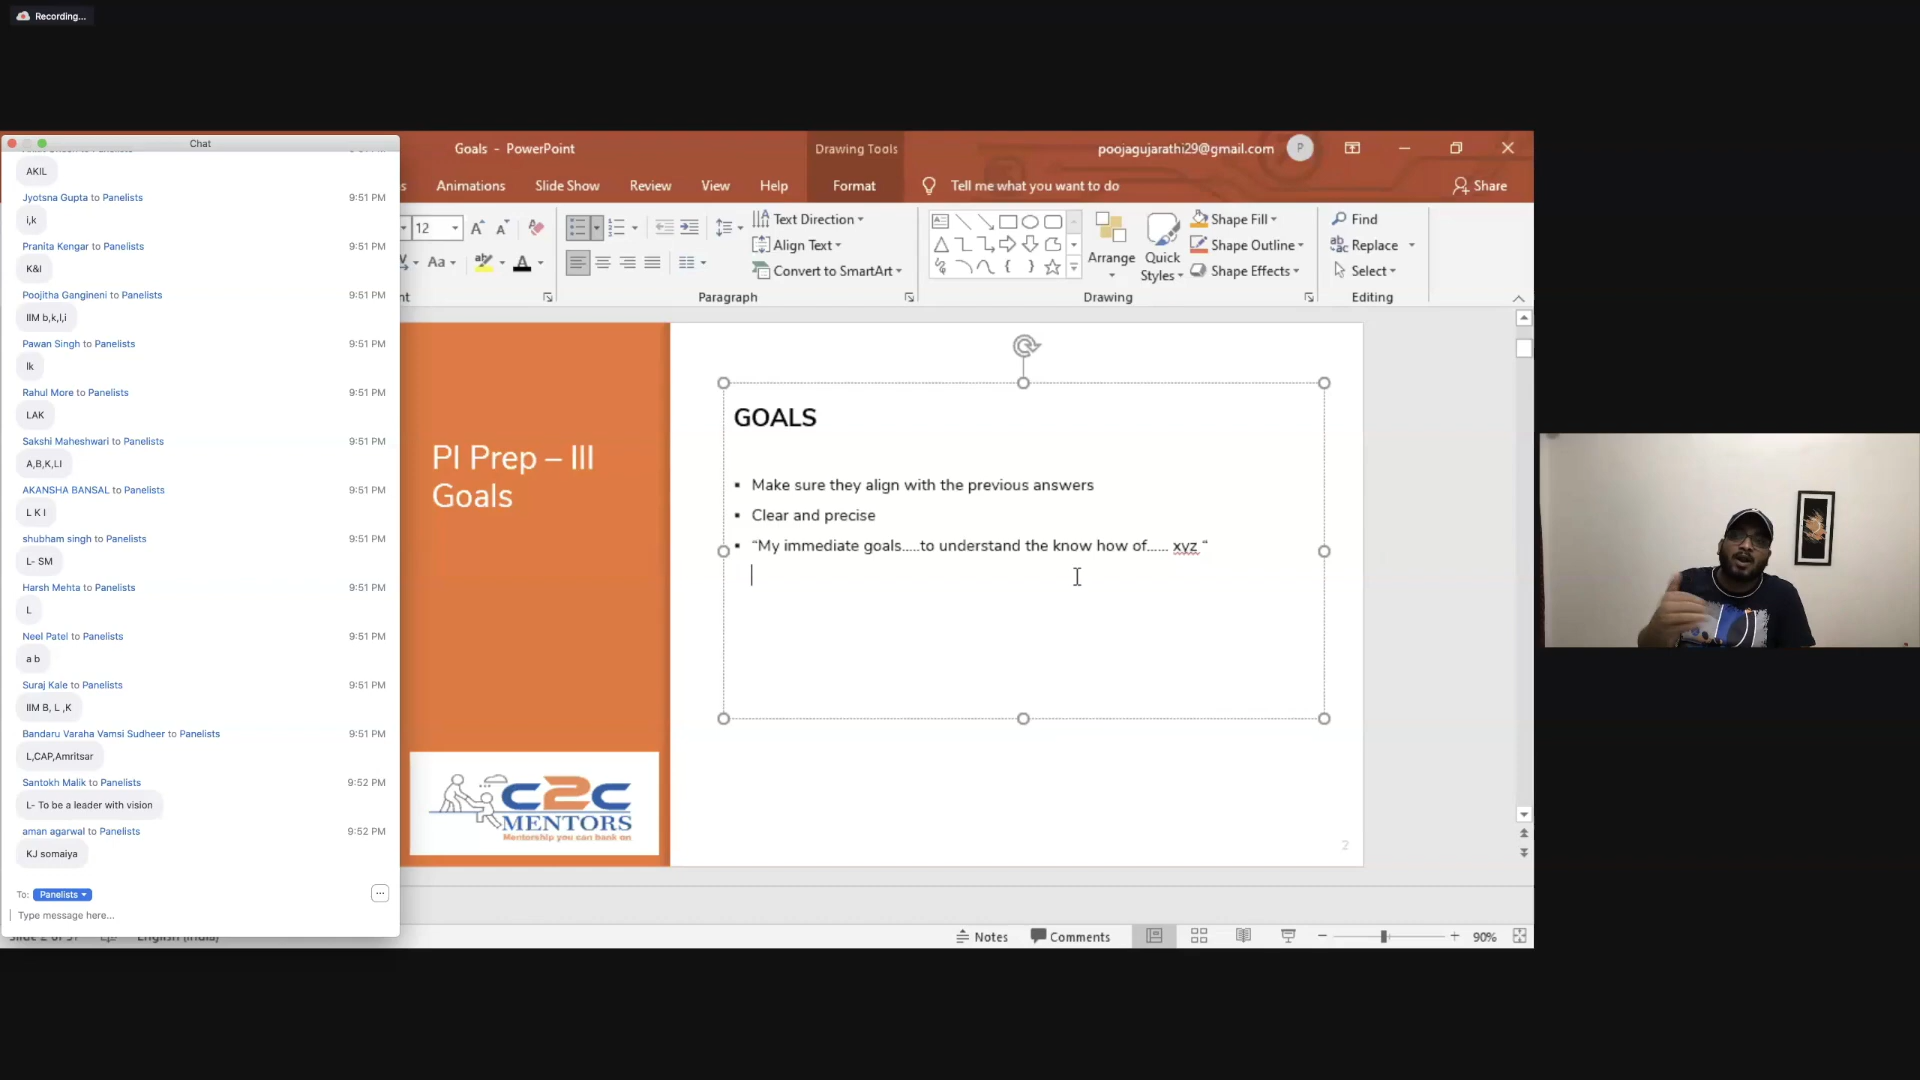 Recording...
Chat
AKIL
Jyotsna Gupta to Panelists 9:51 PM
i,k
Pranita Kengar to Panelists 9:51 PM
K&I
Poojitha Gangineni to Panelists 9:51 PM
IIM b,k,l,i
Pawan Singh to Panelists 9:51 PM
lk
Rahul More to Panelists 9:51 PM
LAK
Sakshi Maheshwari to Panelists 9:51 PM
A,B,K,LI
AKANSHA BANSAL to Panelists 9:51 PM
L K I
shubham singh to Panelists 9:51 PM
L- SM
Harsh Mehta to Panelists 9:51 PM
L
Neel Patel to Panelists 9:51 PM
a b
Suraj Kale to Panelists 9:51 PM
IIM B, L ,K
Bandaru Varaha Vamsi Sudheer to Panelists 9:51 PM
L,CAP,Amritsar
Santokh Malik to Panelists 9:52 PM
L- To be a leader with vision
aman agarwal to Panelists 9:52 PM
KJ somaiya
To: Panelists
Type message here...
Goals - PowerPoint
Drawing Tools
poojagujarathi29@gmail.com P
Animations Slide Show Review View Help Format Tell me what you want to do Share
12
Aa
Text Direction
Align Text
Convert to SmartArt
Paragraph
Arrange
Quick Styles
Shape Fill
Shape Outline
Shape Effects
Drawing
Find
Replace
Select
Editing
PI Prep – III
Goals
C2C
MENTORS
Mentorship you can bank on
GOALS
▪ Make sure they align with the previous answers
▪ Clear and precise
▪ “My immediate goals.....to understand the know how of...... xyz “
2
Notes Comments 90%